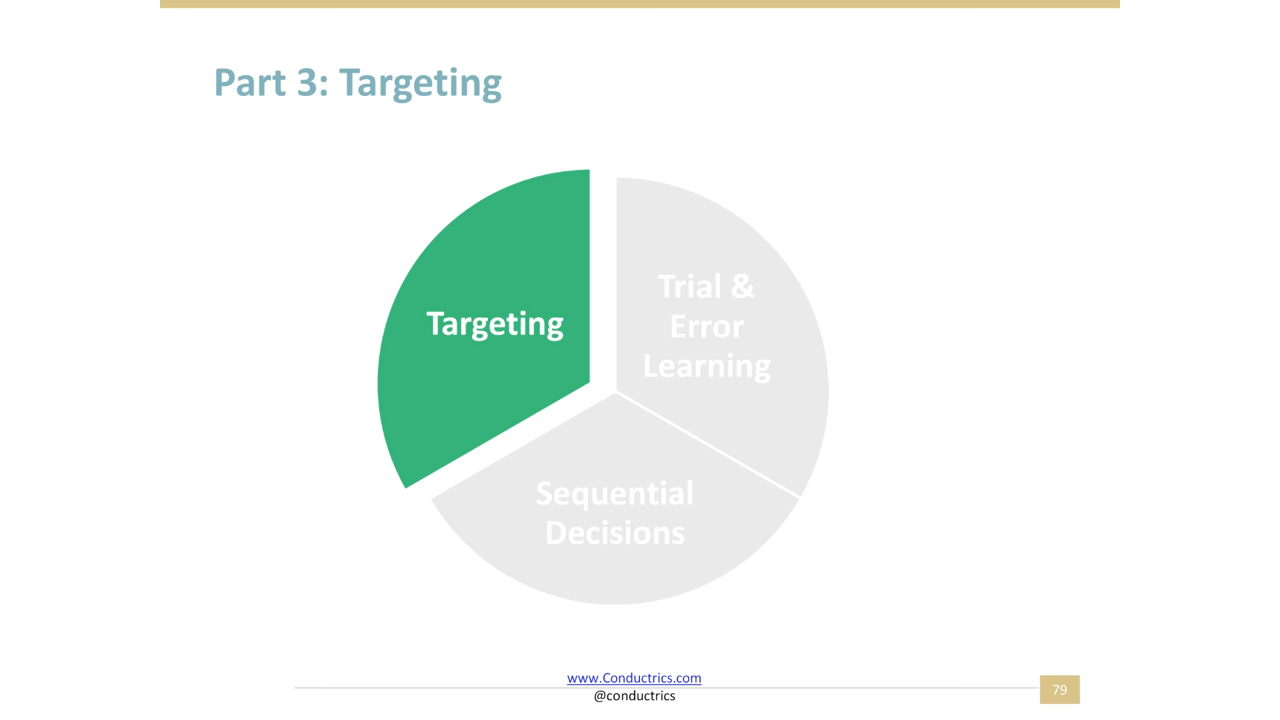 Part 3: Targeting
Targeting
Trial &
Error
Learning
Sequential
Decisions
www.Conductrics.com
@conductrics
79